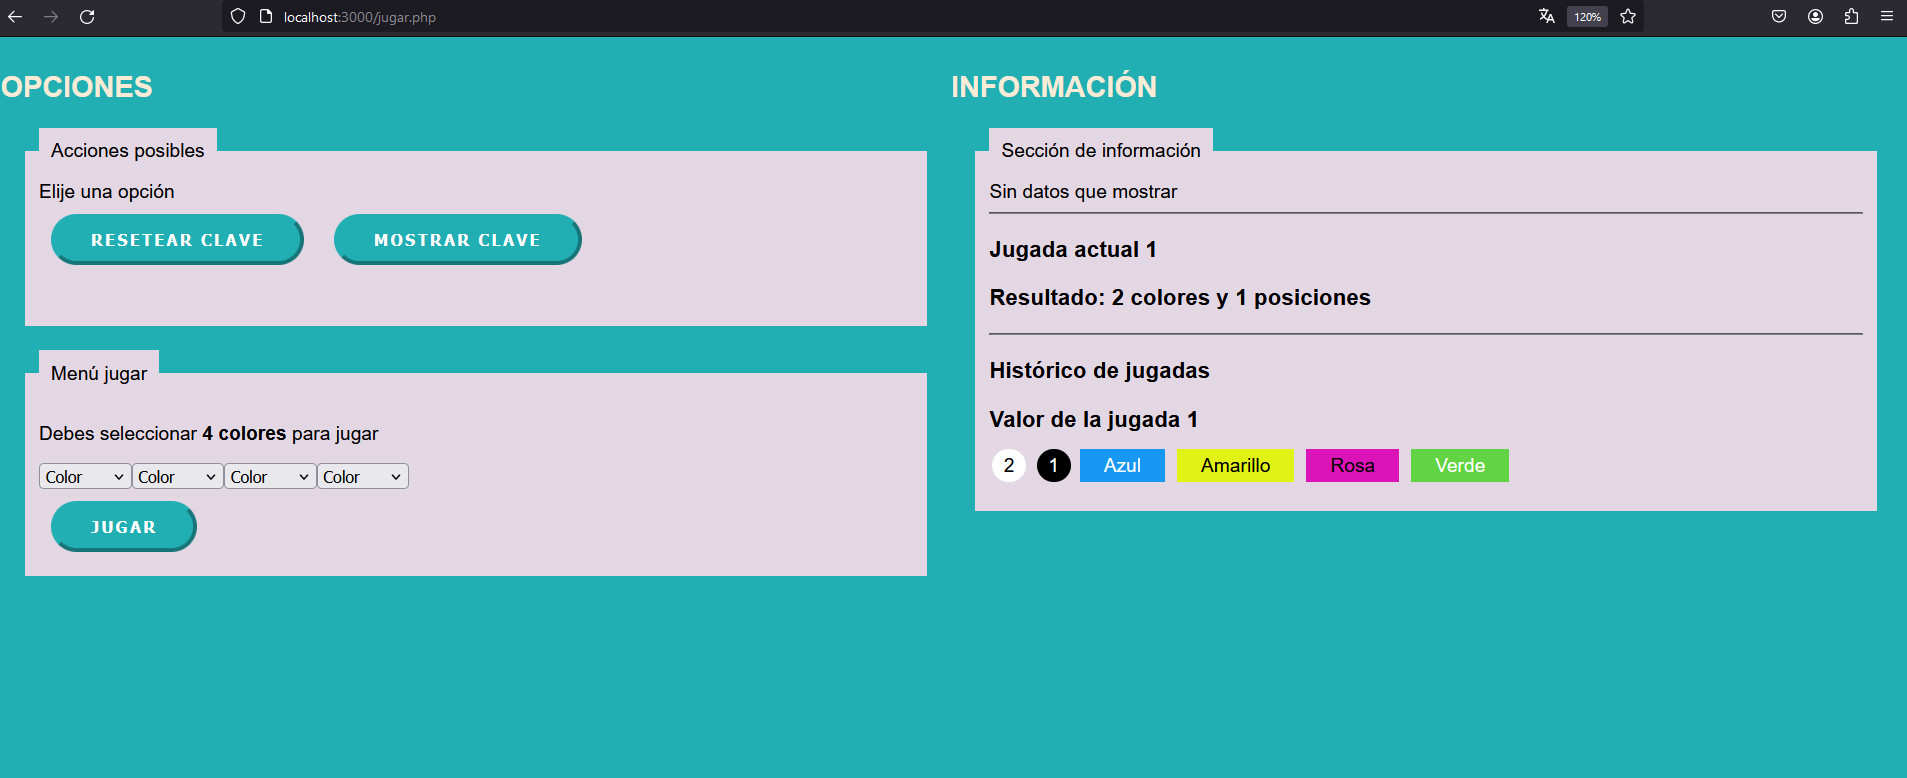 localhost:3000/jugar.php
120%
OPCIONES
Acciones posibles
Elije una opción
RESETEAR CLAVE MOSTRAR CLAVE
Menú jugar
Debes seleccionar 4 colores para jugar
Color Color Color Color
JUGAR
INFORMACIÓN
Sección de información
Sin datos que mostrar
Jugada actual 1
Resultado: 2 colores y 1 posiciones
Histórico de jugadas
Valor de la jugada 1
2 1 Azul Amarillo Rosa Verde